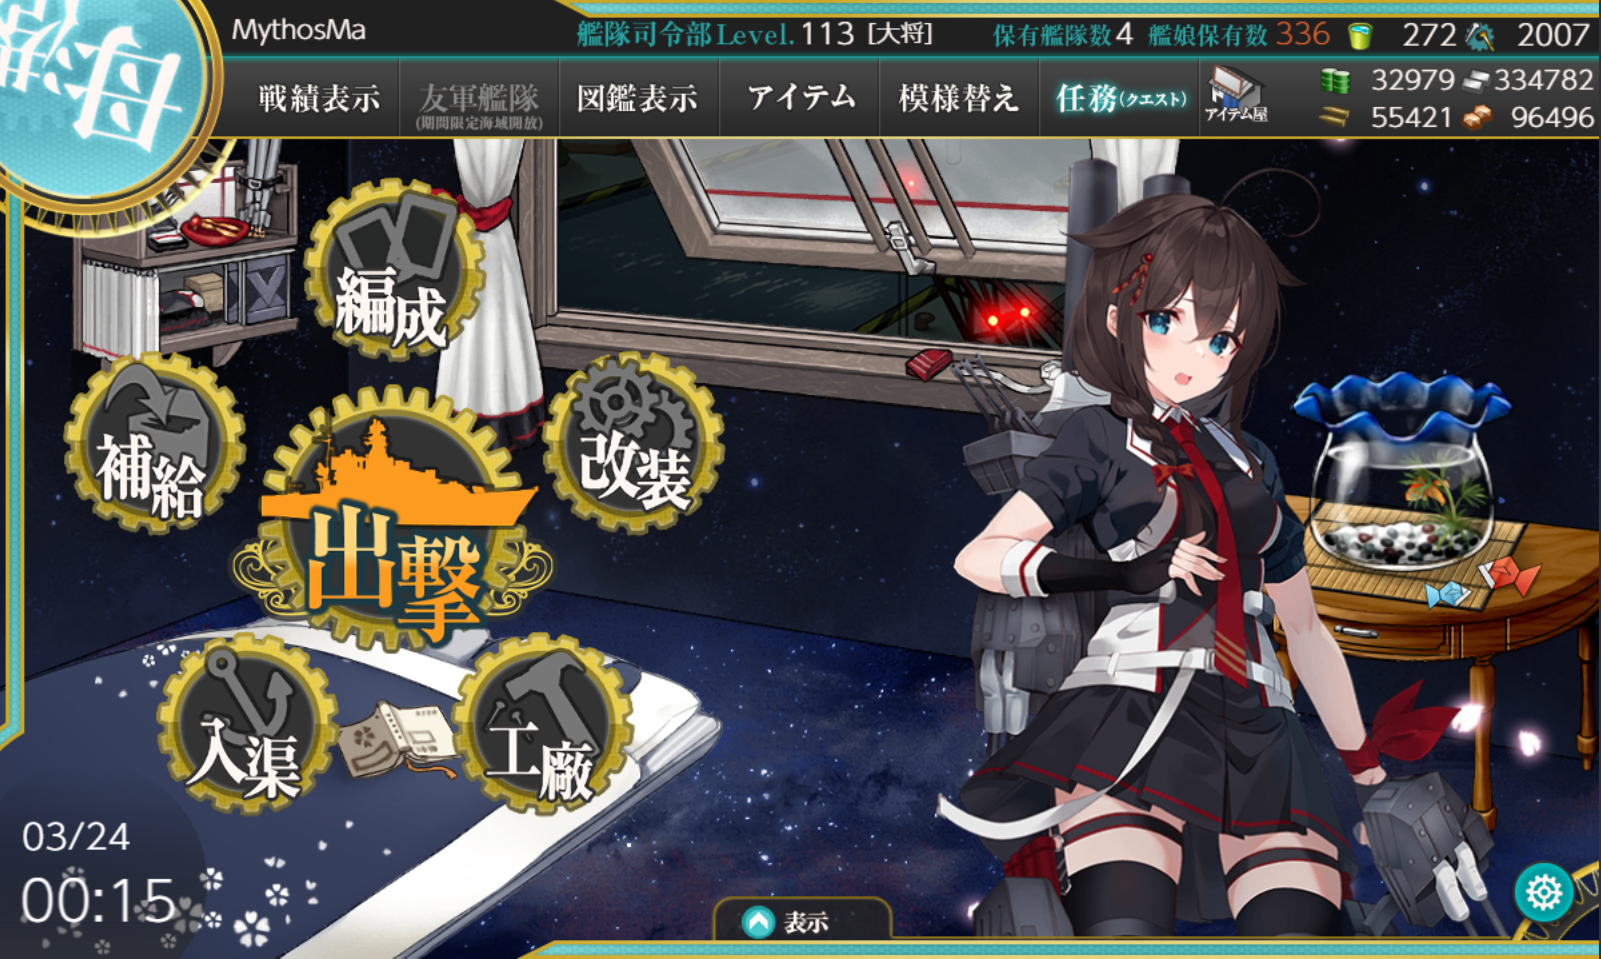 母港
MythosMa
艦隊司令部Level. 113 [大将]
保有艦隊数 4 艦娘保有数 336
272
2007
戦績表示
友軍艦隊
(期間限定海域開放)
図鑑表示
アイテム
模様替え
任務(クエスト)
アイテム屋
32979
334782
55421
96496
編成
補給
改装
出撃
入渠
工廠
03/24
00:15
表示